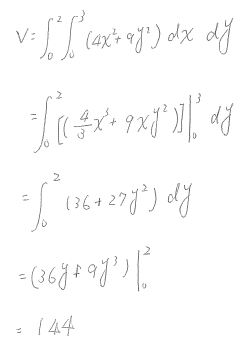 V = ∫₀² ∫₀³ (4x² + 9y²) dx dy
= ∫₀² [(4/3 x³ + 9xy²)]|₀³ dy
= ∫₀² (36 + 27y²) dy
= (36y + 9y³)|₀²
= 144